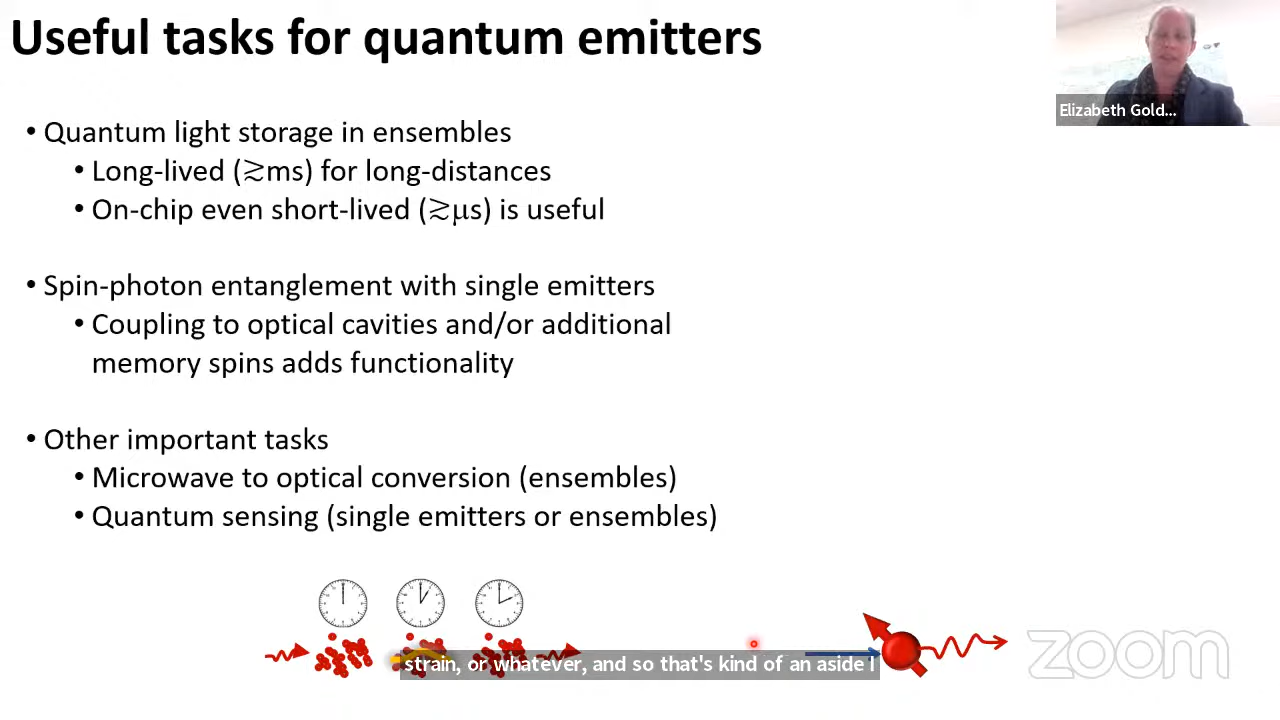 Useful tasks for quantum emitters
Elizabeth Gold...
• Quantum light storage in ensembles
• Long-lived (≳ms) for long-distances
• On-chip even short-lived (≳μs) is useful
• Spin-photon entanglement with single emitters
• Coupling to optical cavities and/or additional
memory spins adds functionality
• Other important tasks
• Microwave to optical conversion (ensembles)
• Quantum sensing (single emitters or ensembles)
strain, or whatever, and so that's kind of an aside I
zoom